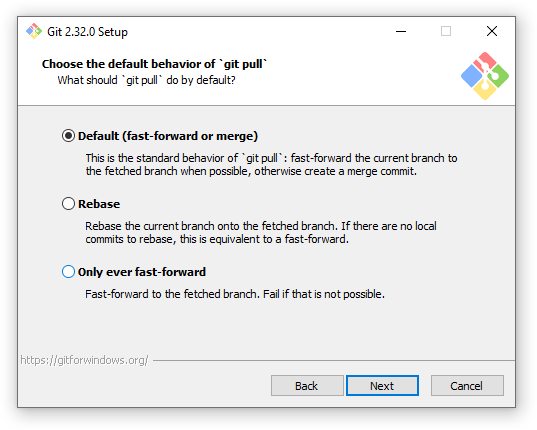 Git 2.32.0 Setup
Choose the default behavior of `git pull`
What should `git pull` do by default?
Default (fast-forward or merge)
This is the standard behavior of `git pull`: fast-forward the current branch to
the fetched branch when possible, otherwise create a merge commit.
Rebase
Rebase the current branch onto the fetched branch. If there are no local
commits to rebase, this is equivalent to a fast-forward.
Only ever fast-forward
Fast-forward to the fetched branch. Fail if that is not possible.
https://gitforwindows.org/
Back Next Cancel